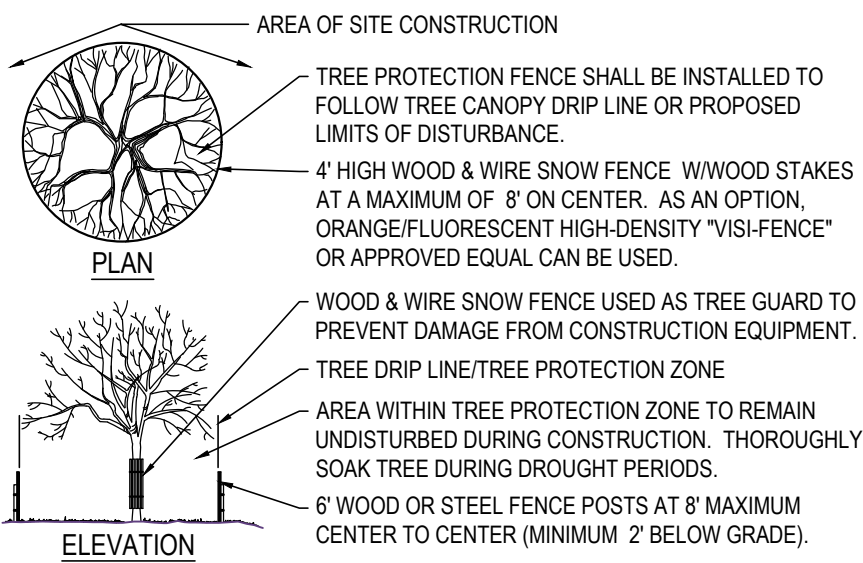 AREA OF SITE CONSTRUCTION
TREE PROTECTION FENCE SHALL BE INSTALLED TO
FOLLOW TREE CANOPY DRIP LINE OR PROPOSED
LIMITS OF DISTURBANCE.
4' HIGH WOOD & WIRE SNOW FENCE W/WOOD STAKES
AT A MAXIMUM OF 8' ON CENTER. AS AN OPTION,
ORANGE/FLUORESCENT HIGH-DENSITY "VISI-FENCE"
OR APPROVED EQUAL CAN BE USED.
PLAN
WOOD & WIRE SNOW FENCE USED AS TREE GUARD TO
PREVENT DAMAGE FROM CONSTRUCTION EQUIPMENT.
TREE DRIP LINE/TREE PROTECTION ZONE
AREA WITHIN TREE PROTECTION ZONE TO REMAIN
UNDISTURBED DURING CONSTRUCTION. THOROUGHLY
SOAK TREE DURING DROUGHT PERIODS.
6' WOOD OR STEEL FENCE POSTS AT 8' MAXIMUM
CENTER TO CENTER (MINIMUM 2' BELOW GRADE).
ELEVATION